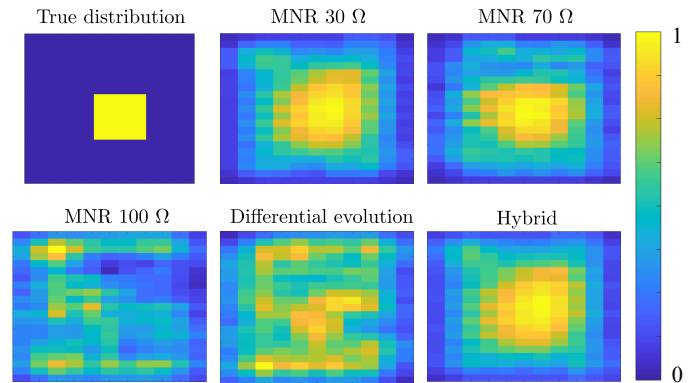 True distribution
MNR 30 Ω
MNR 70 Ω
1
MNR 100 Ω
Differential evolution
Hybrid
0